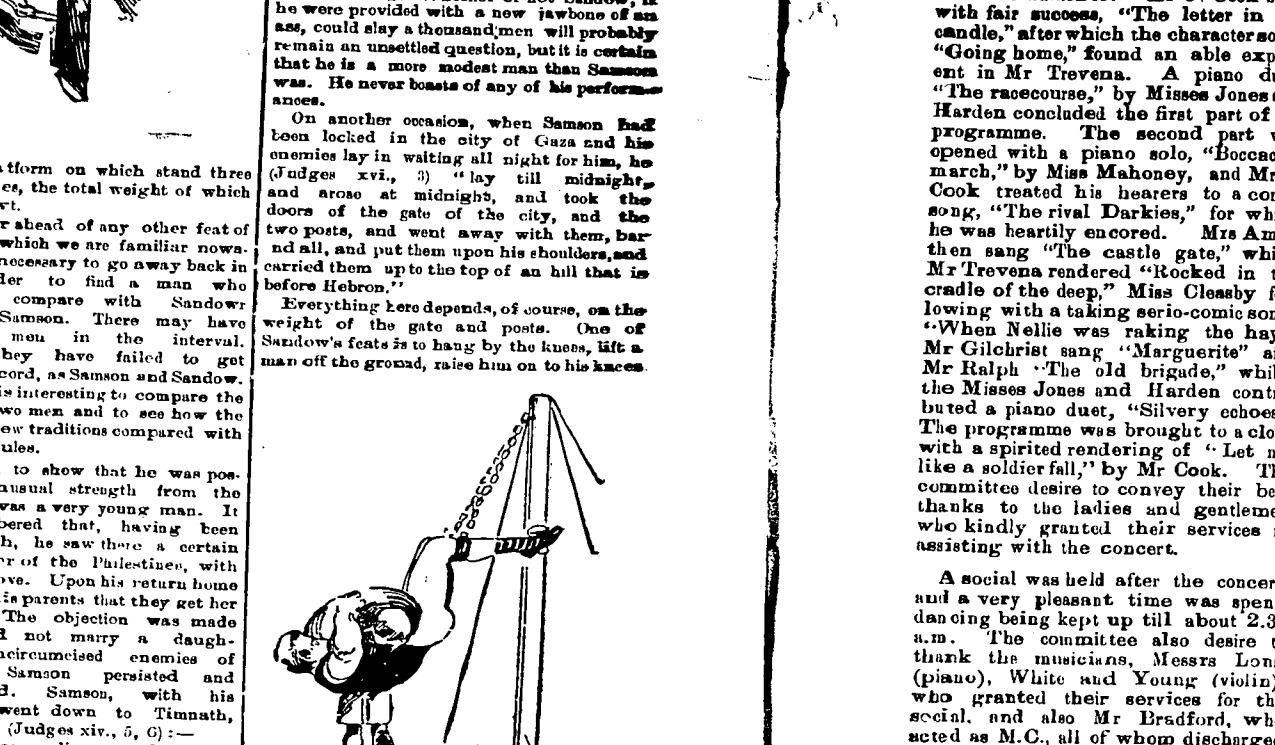 tform on which stand three
es, the total weight of which
rt.
r ahead of any other feat of
which we are familiar nowa-
necessary to go away back in
der to find a man who
compare with Sandow
Samson. There may have
men in the interval.
hey have failed to get
cord, as Samson and Sandow.
is interesting to compare the
wo men and to see how the
ew traditions compared with
ules.
to show that he was pos-
nusual strength from the
was a very young man. It
bered that, having been
h, he saw there a certain
r of the Philestines, with
ove. Upon his return home
is parents that they get her
The objection was made
d not marry a daugh-
ncircumcised enemies of
Samson persisted and
d. Samson, with his
went down to Timnath,
(Judges xiv., 5, 6) :—
he were provided with a new jawbone of an
ass, could slay a thousand men will probably
remain an unsettled question, but it is certain
that he is a more modest man than Samson
was. He never boasts of any of his perform-
ances.
On another occasion, when Samson had
been locked in the city of Gaza and his
enemies lay in waiting all night for him, he
(Judges xvi., 3) "lay till midnight,
and arose at midnight, and took the
doors of the gate of the city, and the
two posts, and went away with them, bar
nd all, and put them upon his shoulders, and
carried them up to the top of an hill that is
before Hebron."
Everything here depends, of course, on the
weight of the gate and posts. One of
Sandow's feats is to hang by the knees, lift a
man off the ground, raise him on to his knees.
with fair success, "The letter in
candle," after which the character so
"Going home," found an able exp
ent in Mr Trevena. A piano du
"The racecourse," by Misses Jones
Harden concluded the first part of
programme. The second part w
opened with a piano solo, "Boccac
march," by Miss Mahoney, and Mr
Cook treated his hearers to a com
song, "The rival Darkies," for wh
he was heartily encored. Mrs Am
then sang "The castle gate," whi
Mr Trevena rendered "Rocked in t
cradle of the deep," Miss Cleasby f
lowing with a taking serio-comic son
"When Nellie was raking the hay
Mr Gilchrist sang "Marguerite" a
Mr Ralph "The old brigade," whil
the Misses Jones and Harden contr
buted a piano duet, "Silvery echoes
The programme was brought to a clo
with a spirited rendering of "Let m
like a soldier fall," by Mr Cook. Th
committee desire to convey their be
thanks to the ladies and gentleme
who kindly granted their services
assisting with the concert.
A social was held after the concer
and a very pleasant time was spen
dancing being kept up till about 2.3
a.m. The committee also desire t
thank the musicians, Messrs Lon
(piano), White and Young (violin)
who granted their services for th
social, and also Mr Bradford, wh
acted as M.C., all of whom discharged